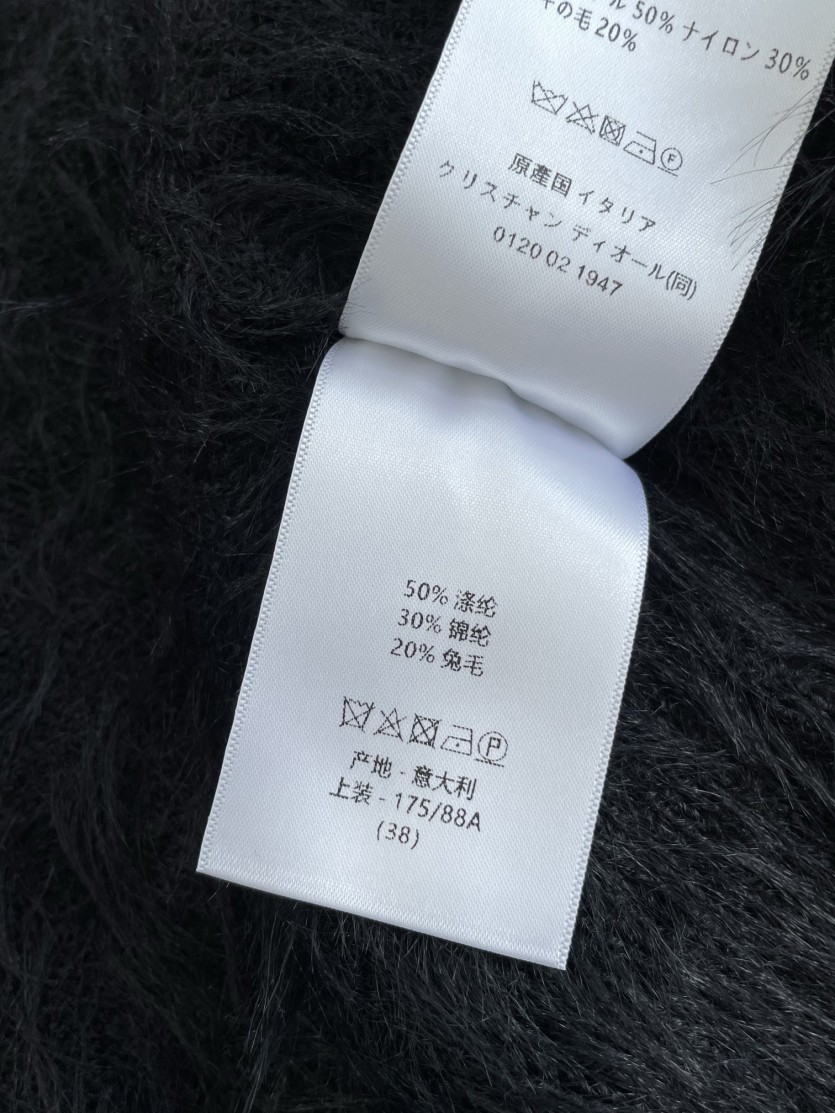 50% ナイロン 30%
の毛 20%
F
原產国 イタリア
クリスチャン ディオール(同)
0120 02 1947
50% 涤纶
30% 锦纶
20% 兔毛
P
产地 - 意大利
上装 - 175/88A
(38)